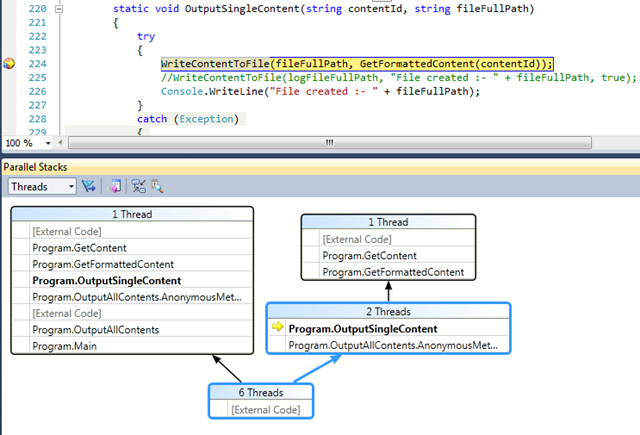 220 static void OutputSingleContent(string contentId, string fileFullPath)
221 {
222 try
223 {
224 WriteContentToFile(fileFullPath, GetFormattedContent(contentId));
225 //WriteContentToFile(logFileFullPath, "File created :- " + fileFullPath, true);
226 Console.WriteLine("File created :- " + fileFullPath);
227 }
228 catch (Exception)
229 {
100 %
Parallel Stacks
Threads
1 Thread
[External Code]
Program.GetContent
Program.GetFormattedContent
Program.OutputSingleContent
Program.OutputAllContents.AnonymousMet...
[External Code]
Program.OutputAllContents
Program.Main
1 Thread
[External Code]
Program.GetContent
Program.GetFormattedContent
2 Threads
Program.OutputSingleContent
Program.OutputAllContents.AnonymousMet...
6 Threads
[External Code]